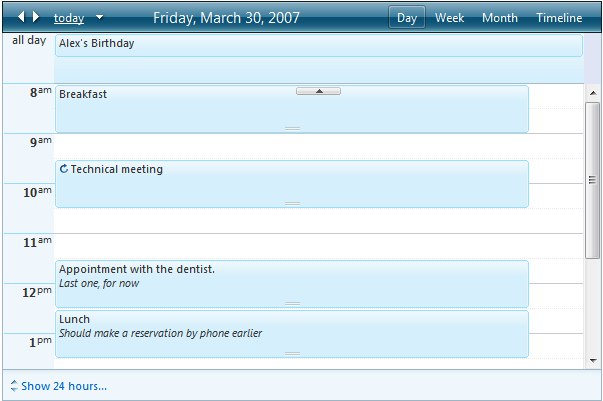 today Friday, March 30, 2007 Day Week Month Timeline
all day Alex's Birthday
8am Breakfast
9am
Technical meeting
10am
11am
Appointment with the dentist.
Last one, for now
12pm
Lunch
Should make a reservation by phone earlier
1pm
Show 24 hours...